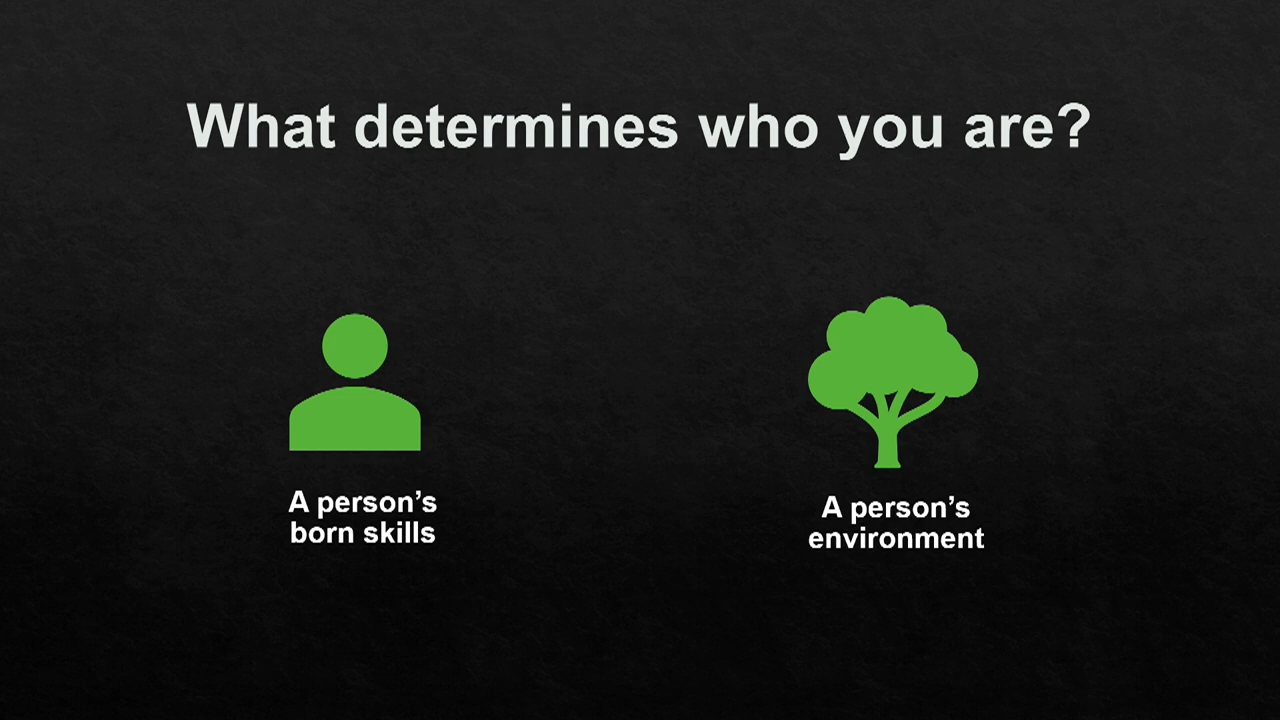 What determines who you are?
A person’s
born skills
A person’s
environment